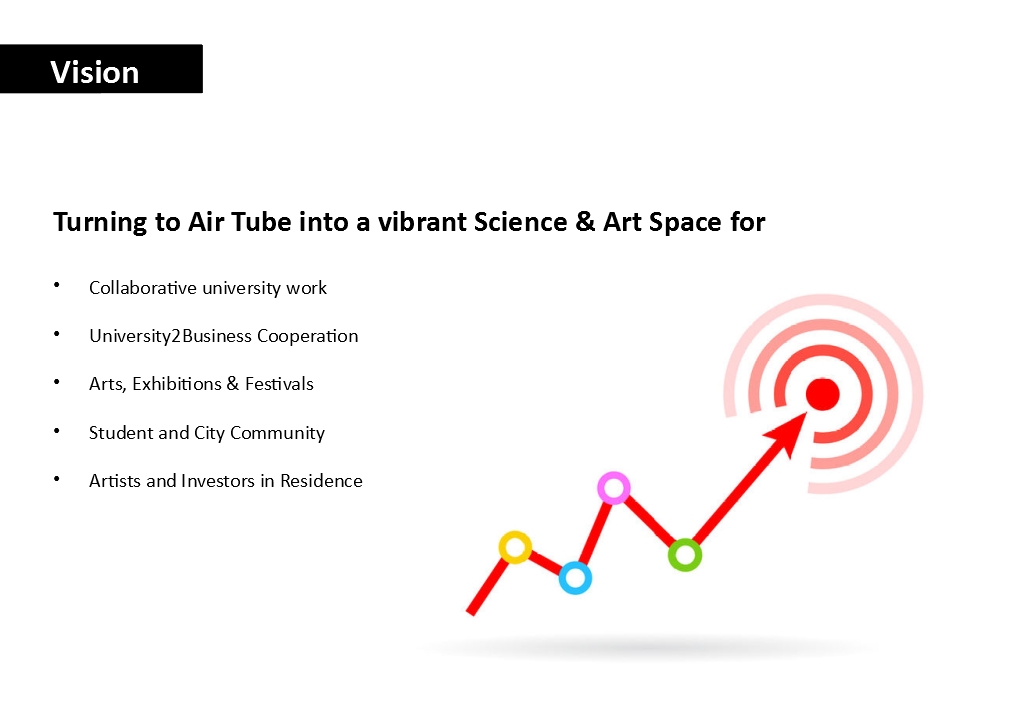 Vision
Turning to Air Tube into a vibrant Science & Art Space for
• Collaborative university work
• University2Business Cooperation
• Arts, Exhibitions & Festivals
• Student and City Community
• Artists and Investors in Residence